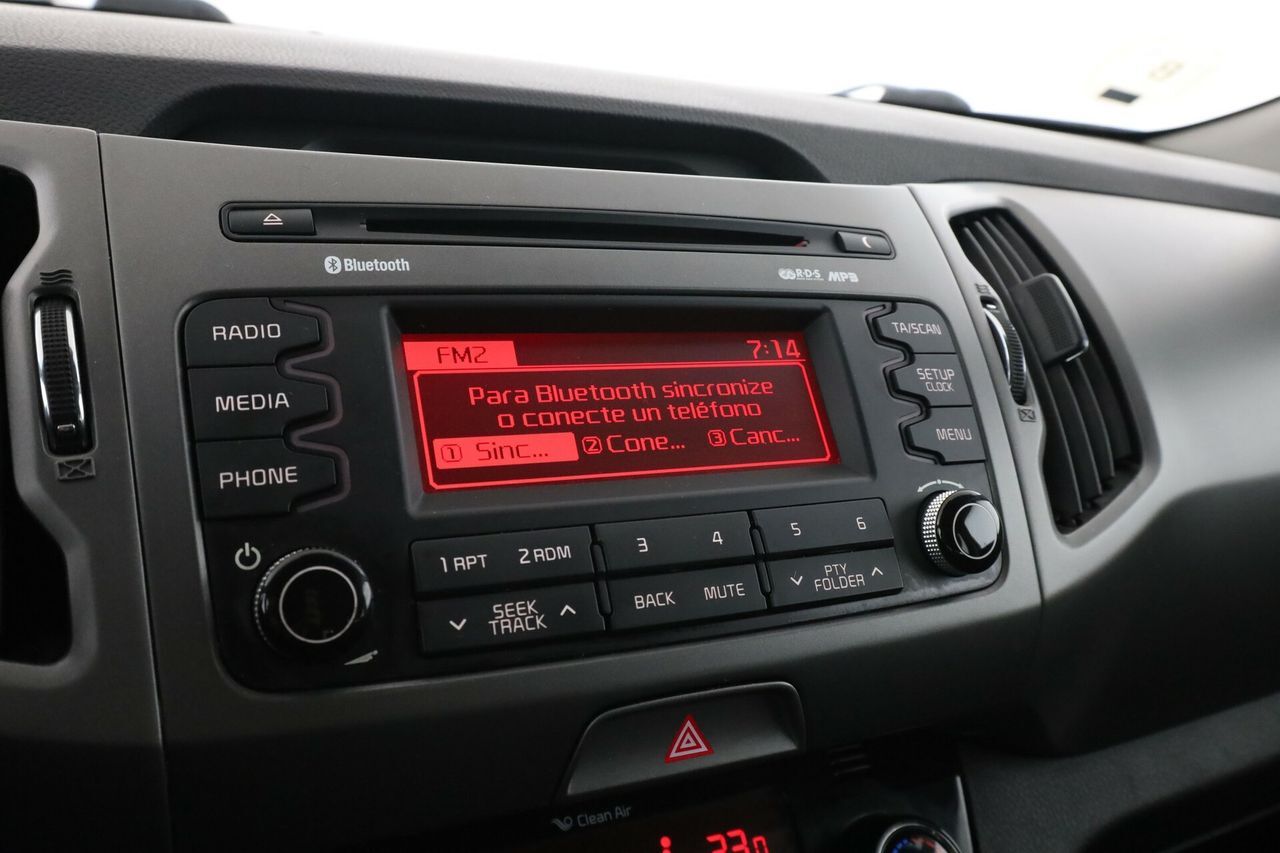 Bluetooth
R·D·S MP3
RADIO
MEDIA
PHONE
FM2 7:14
Para Bluetooth sincronize
o conecte un teléfono
1 Sinc... 2 Cone... 3 Canc...
TA/SCAN
SETUP
CLOCK
MENU
1 RPT 2 RDM 3 4 5 6
SEEK
TRACK
BACK MUTE
PTY
FOLDER
Clean Air